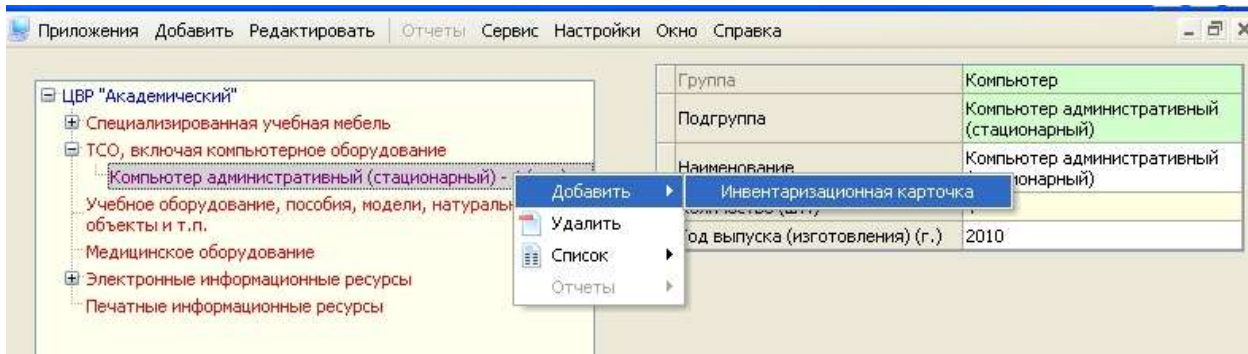 Приложения Добавить Редактировать Отчеты Сервис Настройки Окно Справка
ЦВР "Академический"
Специализированная учебная мебель
ТСО, включая компьютерное оборудование
Компьютер административный (стационарный) -
Учебное оборудование, пособия, модели, натураль
объекты и т.п.
Медицинское оборудование
Электронные информационные ресурсы
Печатные информационные ресурсы
Добавить
Удалить
Список
Отчеты
Инвентаризационная карточка
Группа Компьютер
Подгруппа Компьютер административный
(стационарный)
Наименование Компьютер административный
ионарный)
од выпуска (изготовления) (г.) 2010